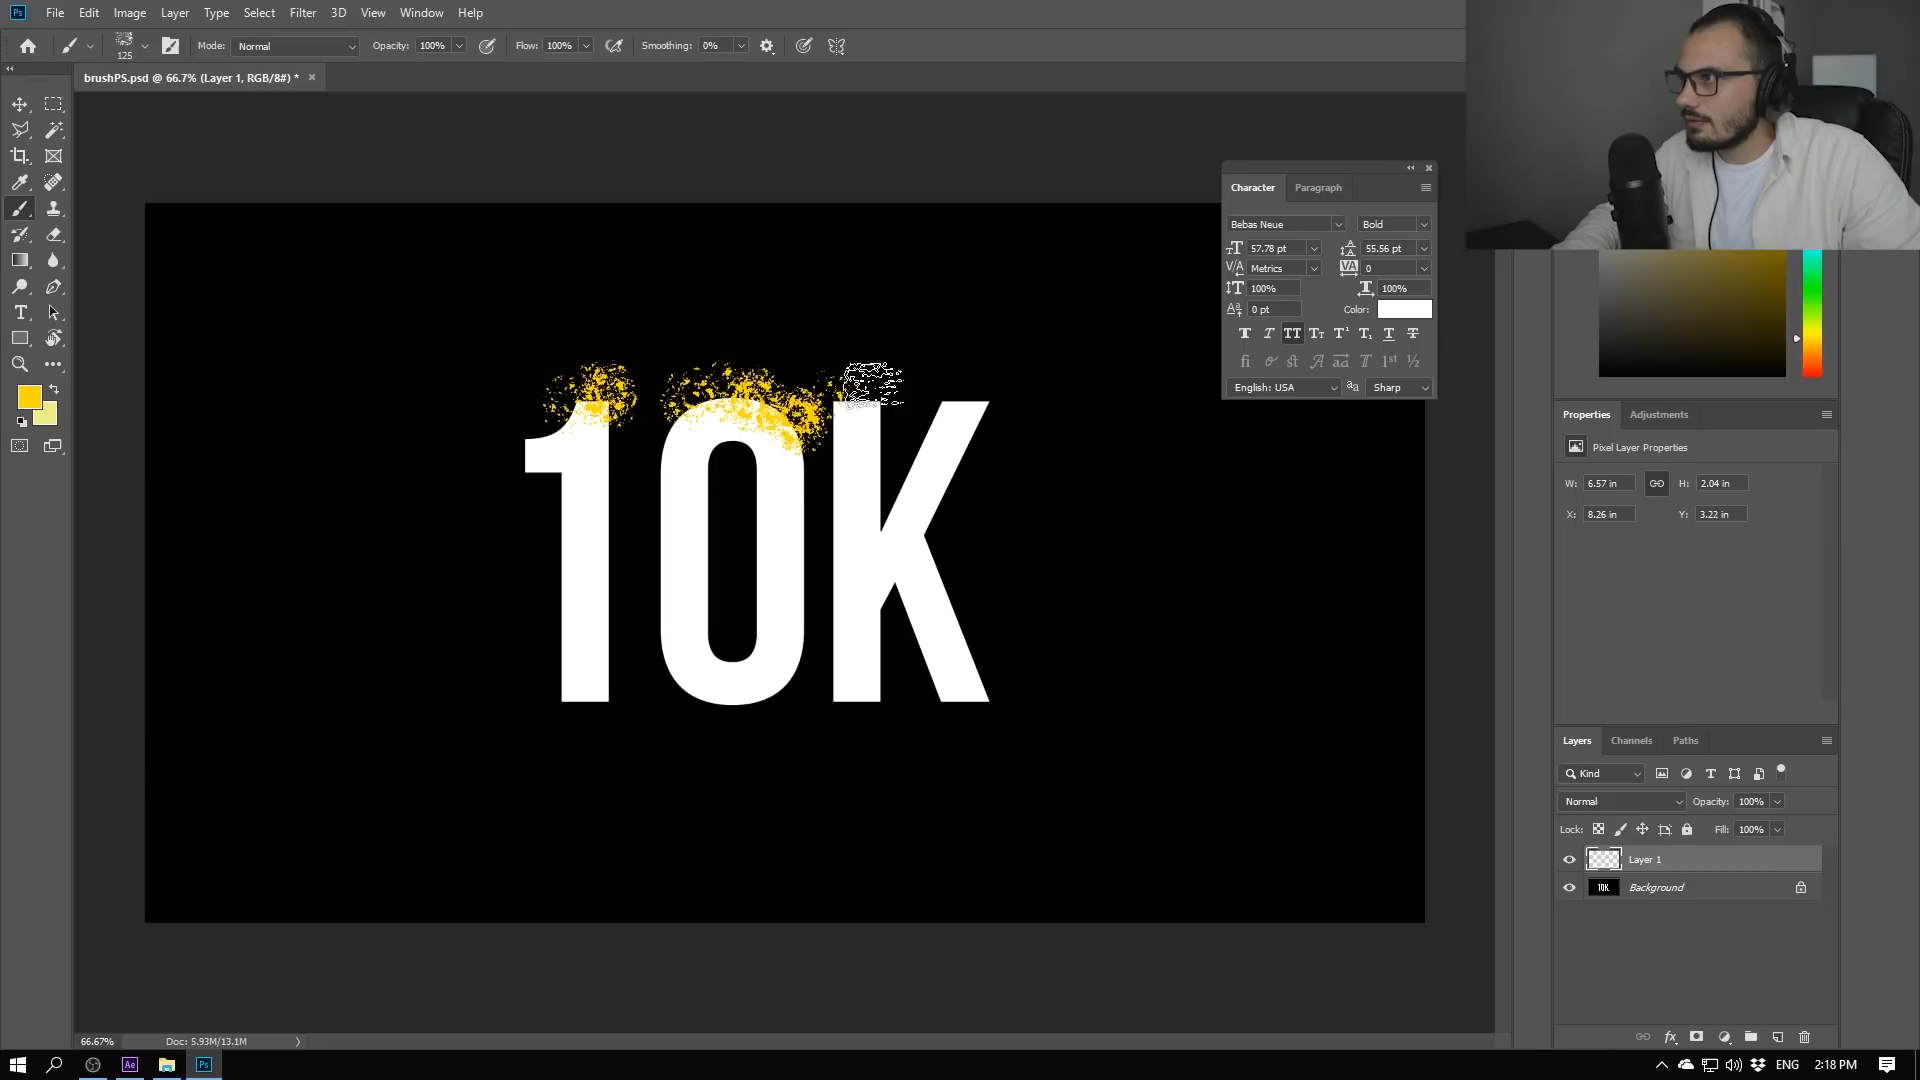 Ps File Edit Image Layer Type Select Filter 3D View Window Help
125 Mode: Normal Opacity: 100% Flow: 100% Smoothing: 0%
brushPS.psd @ 66.7% (Layer 1, RGB/8#) *
Character Paragraph
Bebas Neue Bold
57.78 pt 55.56 pt
Metrics 0
100% 100%
0 pt Color:
English: USA Sharp
10K
Properties Adjustments
Pixel Layer Properties
W: 6.57 in H: 2.04 in
X: 8.26 in Y: 3.22 in
Layers Channels Paths
Kind
Normal Opacity: 100%
Lock: Fill: 100%
Layer 1
10K Background
66.67% Doc: 5.93M/13.1M
Ae Ps ENG 2:18 PM